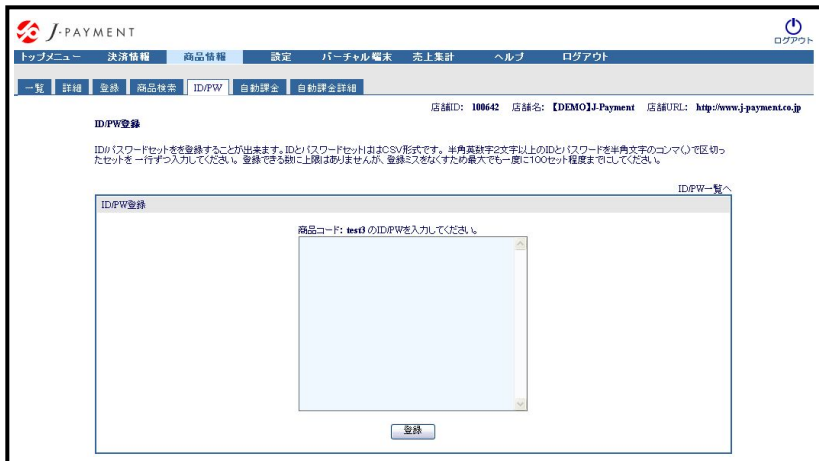 J-PAYMENT
ログアウト
トップメニュー 決済情報 商品情報 設定 バーチャル端末 売上集計 ヘルプ ログアウト
一覧 詳細 登録 商品検索 ID/PW 自動課金 自動課金詳細
店舗ID: 100642 店舗名: 【DEMO】J-Payment 店舗URL: http://www.j-payment.co.jp
ID/PW登録
ID/パスワードセットをを登録することが出来ます。IDとパスワードセットははCSV形式です。半角英数字2文字以上のIDとパスワードを半角文字のコンマ(,)で区切っ
たセットを一行ずつ入力してください。登録できる数に上限はありませんが、登録ミスをなくすため最大でも一度に100セット程度までにしてください。
ID/PW一覧へ
ID/PW登録
商品コード: test3 のID/PWを入力してください。
登録